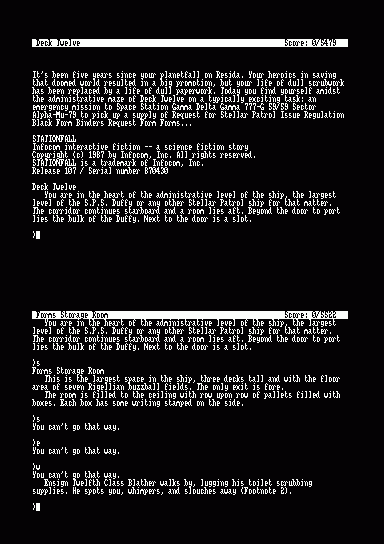 Deck Twelve Score: 0/5479
It's been five years since your planetfall on Resida. Your heroics in saving
that doomed world resulted in a big promotion, but your life of dull scrubwork
has been replaced by a life of dull paperwork. Today you find yourself amidst
the administrative maze of Deck Twelve on a typically exciting task: an
emergency mission to Space Station Gamma Delta Gamma 777-G 59/59 Sector
Alpha-Mu-79 to pick up a supply of Request for Stellar Patrol Issue Regulation
Black Form Binders Request Form Forms...
STATIONFALL
Infocom interactive fiction -- a science fiction story
Copyright (c) 1987 by Infocom, Inc. All rights reserved.
STATIONFALL is a trademark of Infocom, Inc.
Release 107 / Serial number 870430
Deck Twelve
You are in the heart of the administrative level of the ship, the largest
level of the S.P.S. Duffy or any other Stellar Patrol ship for that matter.
The corridor continues starboard and a room lies aft. Beyond the door to port
lies the bulk of the Duffy. Next to the door is a slot.
>
Forms Storage Room Score: 0/5522
You are in the heart of the administrative level of the ship, the largest
level of the S.P.S. Duffy or any other Stellar Patrol ship for that matter.
The corridor continues starboard and a room lies aft. Beyond the door to port
lies the bulk of the Duffy. Next to the door is a slot.
>s
Forms Storage Room
This is the largest space in the ship, three decks tall and with the floor
area of seven Rigellian buzzball fields. The only exit is fore.
The room is filled to the ceiling with row upon row of pallets filled with
boxes. Each box has some writing stamped on the side.
>s
You can't go that way.
>e
You can't go that way.
>w
You can't go that way.
Ensign Twelfth Class Blather walks by, lugging his toilet scrubbing
supplies. He spots you, whimpers, and slouches away (Footnote 2).
>